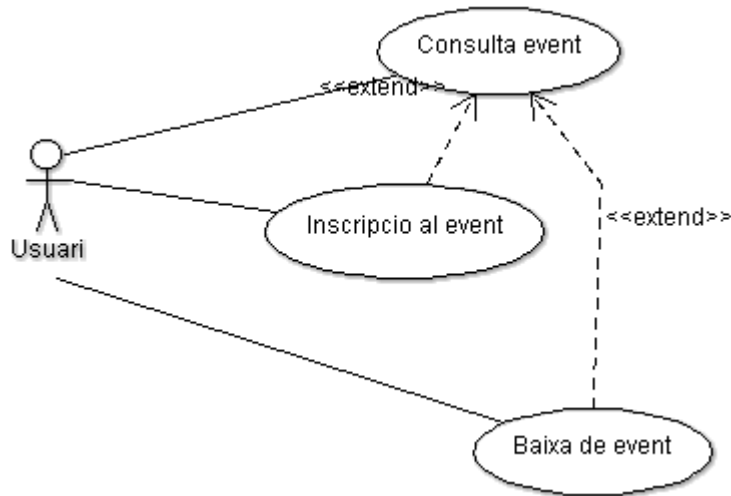 Consulta event
<<extend>>
Inscripcio al event
<<extend>>
Usuari
Baixa de event